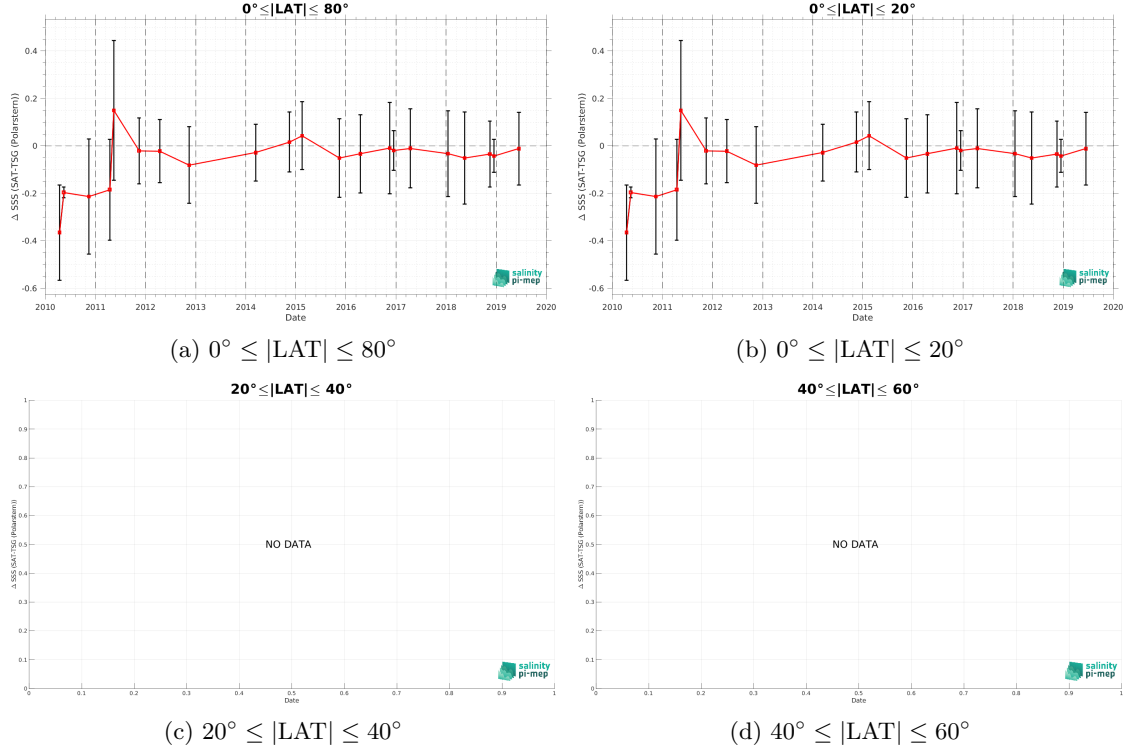 0°≤|LAT|≤ 80°
Δ SSS (SAT-TSG (Polarstern))
0.4
0.2
0
-0.2
-0.4
-0.6
2010 2011 2012 2013 2014 2015 2016 2017 2018 2019 2020
Date
salinity
pi-mep
(a) 0° ≤ |LAT| ≤ 80°
0°≤|LAT|≤ 20°
Δ SSS (SAT-TSG (Polarstern))
0.4
0.2
0
-0.2
-0.4
-0.6
2010 2011 2012 2013 2014 2015 2016 2017 2018 2019 2020
Date
salinity
pi-mep
(b) 0° ≤ |LAT| ≤ 20°
20°≤|LAT|≤ 40°
Δ SSS (SAT-TSG (Polarstern))
1
0.9
0.8
0.7
0.6
0.5
0.4
0.3
0.2
0.1
0
NO DATA
0 0.1 0.2 0.3 0.4 0.5 0.6 0.7 0.8 0.9 1
Date
salinity
pi-mep
(c) 20° ≤ |LAT| ≤ 40°
40°≤|LAT|≤ 60°
Δ SSS (SAT-TSG (Polarstern))
1
0.9
0.8
0.7
0.6
0.5
0.4
0.3
0.2
0.1
0
NO DATA
0 0.1 0.2 0.3 0.4 0.5 0.6 0.7 0.8 0.9 1
Date
salinity
pi-mep
(d) 40° ≤ |LAT| ≤ 60°